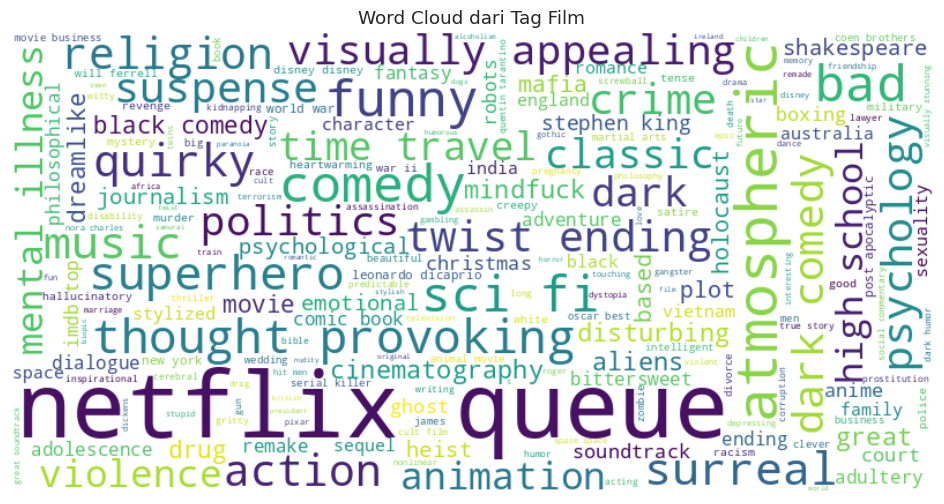 Word Cloud dari Tag Film
movie business
religion
book
visually appealing
alcoholism
ireland
children
coen brothers
shakespeare
will ferrell
disney disney
fantasy
robots
quentin tarantino
romance
memory
friendship
visually stunning
mental illness
suspense
funny
mafia
screwball
tense
drama
remade
disney
bad
philosophical
witty
revenge
kidnapping
world war
england
crime
star
death
military
dreamlike
black comedy
big
paranoia
story
character
stephen king
martial arts
gothic
epic
future
boxing
lawyer
mystery
twins
time travel
humorous
dogs
classic
australia
dance
seen
quirky
race
cult
heartwarming
war ii
india
pregnancy
philosophy
atmospheric
journalism
africa
terrorism
comedy
mindfuck
dark
holocaust
dark comedy
high school
psychology
disability
murder
assassination
creepy
assassin
love
satire
post apocalyptic
sexuality
nora charles
twist
samurai
politics
gambling
adventure
music
train
psychological
twist ending
romantic
beautiful
christmas
horror
black
touching
gangster
fun
superhero
leonardo dicaprio
predictable
sci fi
based
plot
interesting
good
hallucinatory
top
imdb
thriller
stylish
emotional
long
dystopia
film
men
marriage
stylized
movie
comic book
television
white
oscar best
vietnam
true story
social commentary
dark humor
biopic
thought provoking
disturbing
intelligent
dialogue
new york
wedding
bible
nudity
original
animal movie
roger
aliens
violent
divorce
space
inspirational
cerebral
hit men
cinematography
bittersweet
anime
prostitution
dickens
drag
serial killer
writing
zombies
corruption
family
police
netflix queue
stupid
gun
british
president
ghost
james
depressing
business
great soundtrack
gritty
pixar
cult film
space space
ending
clever
great
adolescence
drug
remake
sequel
heist
humor
soundtrack
racism
court
violence
action
nonlinear
animation
acting
surreal
adultery
world